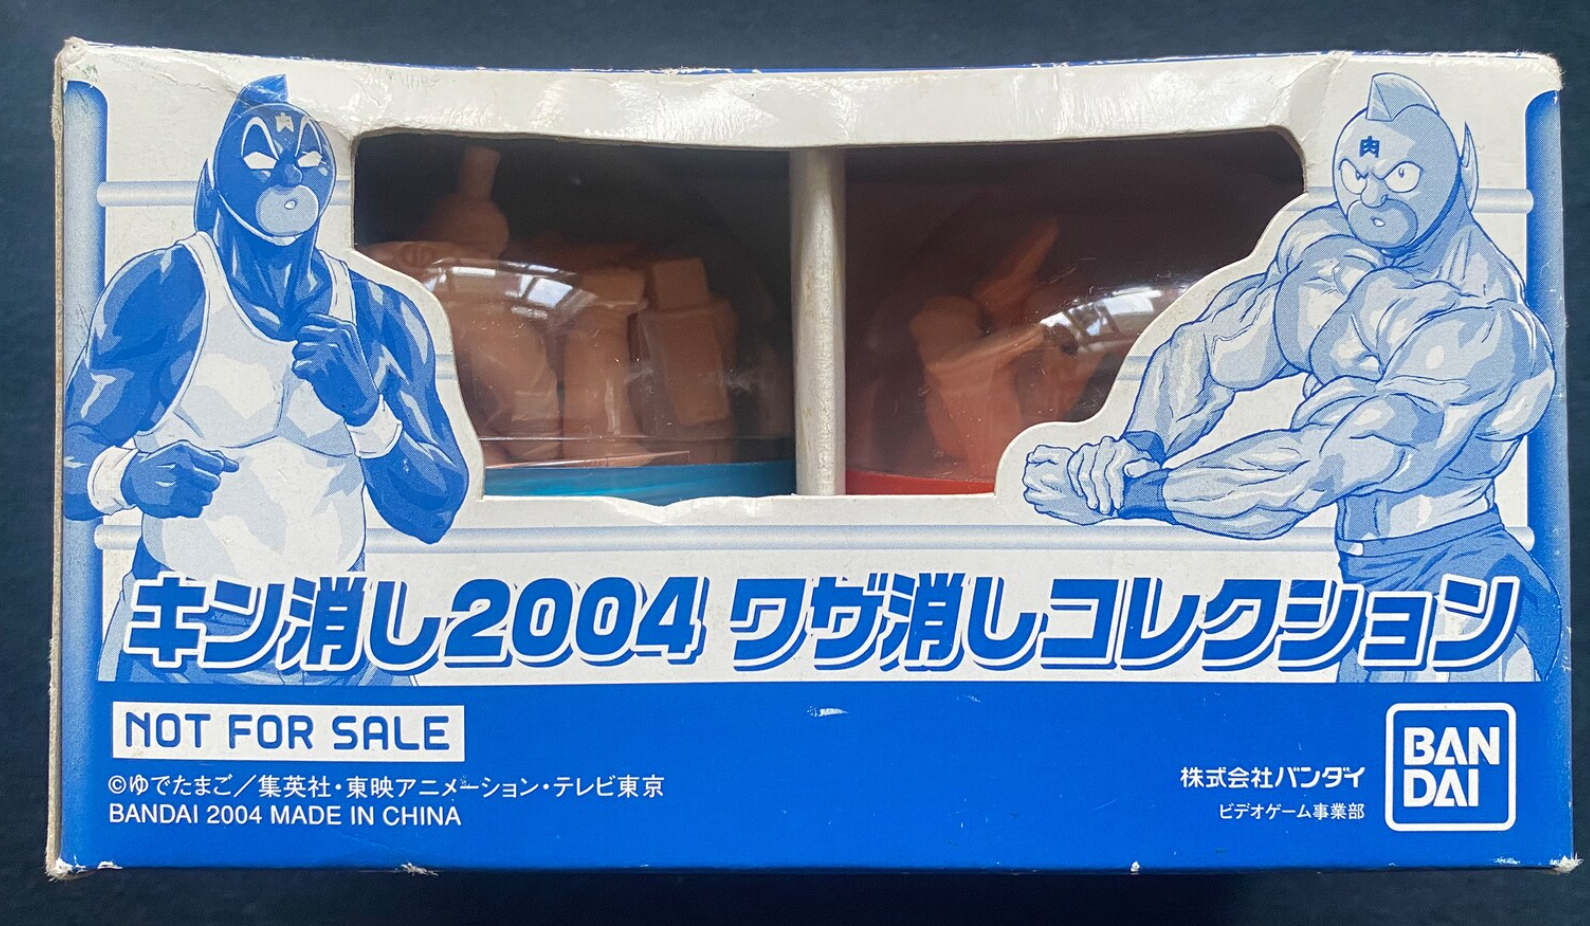 肉
肉
キン消し2004 ワザ消しコレクション
NOT FOR SALE
©ゆでたまご／集英社・東映アニメーション・テレビ東京
BANDAI 2004 MADE IN CHINA
株式会社バンダイ
ビデオゲーム事業部
BAN
DAI